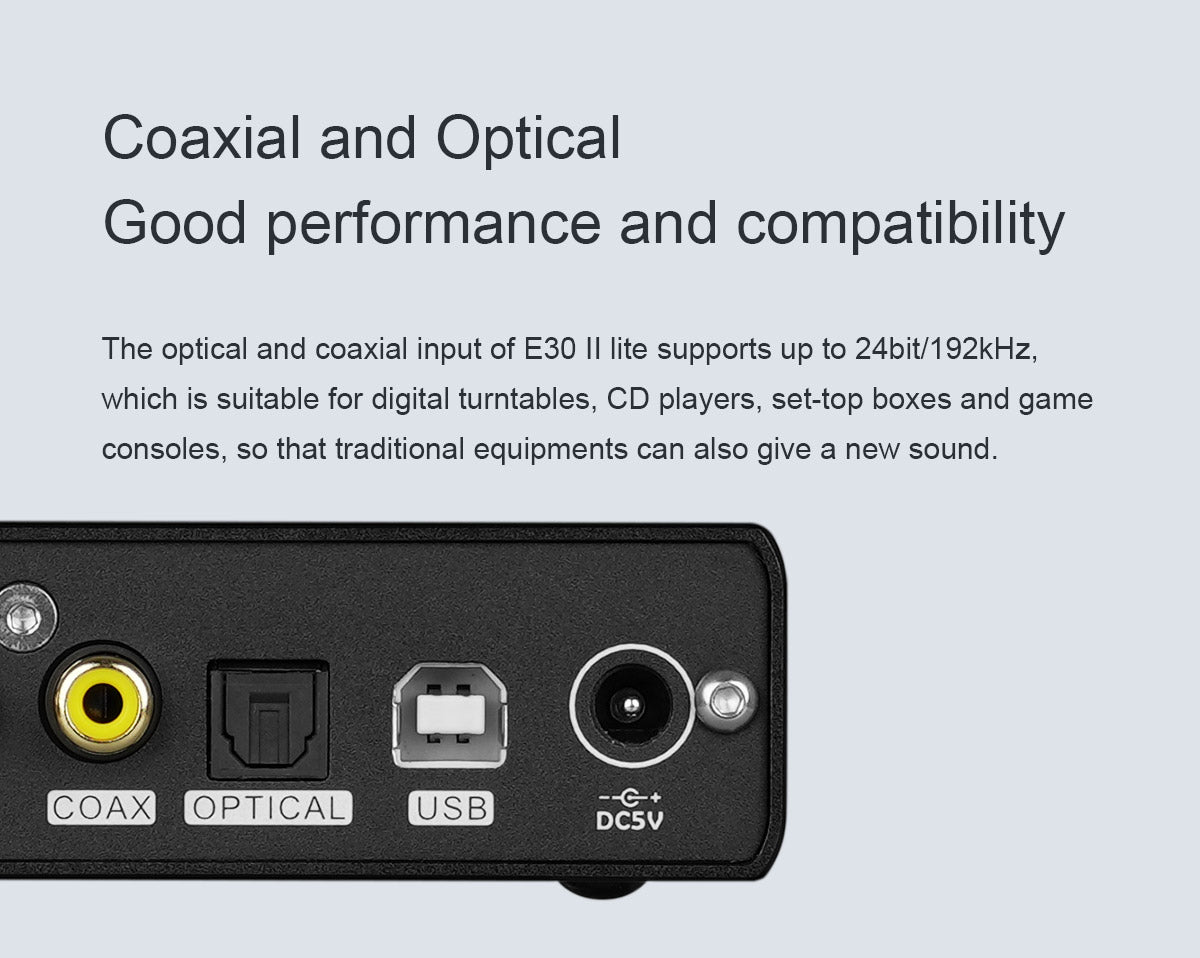 Coaxial and Optical
Good performance and compatibility
The optical and coaxial input of E30 II lite supports up to 24bit/192kHz,
which is suitable for digital turntables, CD players, set-top boxes and game
consoles, so that traditional equipments can also give a new sound.
COAX OPTICAL USB DC5V